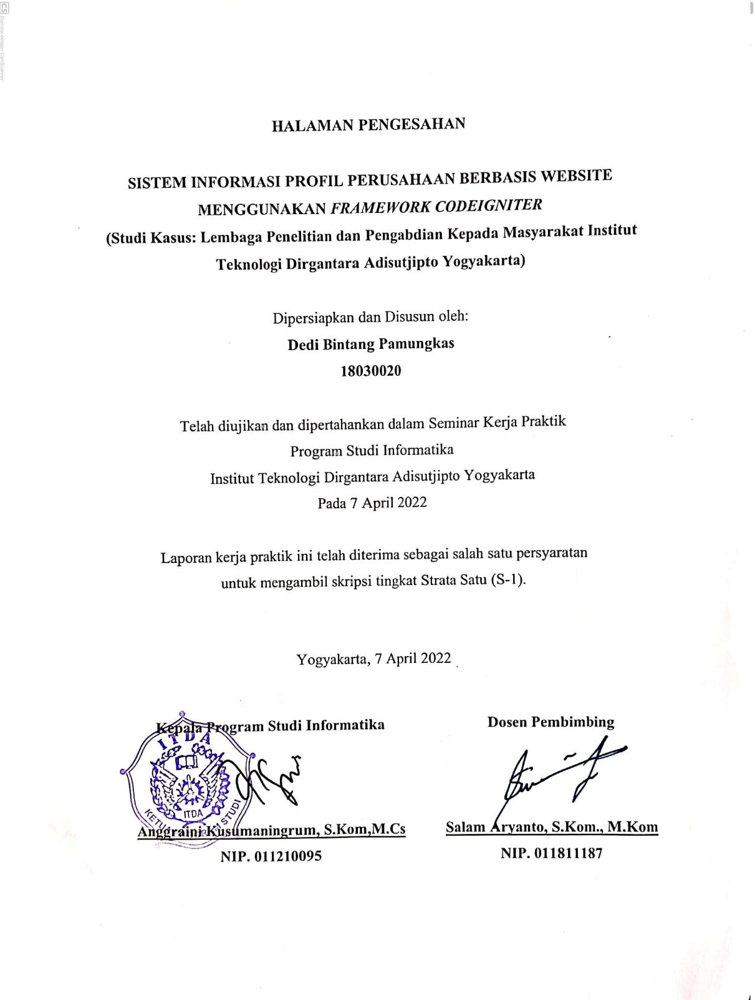 CS Dipindai dengan CamScanner
HALAMAN PENGESAHAN
SISTEM INFORMASI PROFIL PERUSAHAAN BERBASIS WEBSITE
MENGGUNAKAN FRAMEWORK CODEIGNITER
(Studi Kasus: Lembaga Penelitian dan Pengabdian Kepada Masyarakat Institut
Teknologi Dirgantara Adisutjipto Yogyakarta)
Dipersiapkan dan Disusun oleh:
Dedi Bintang Pamungkas
18030020
Telah diujikan dan dipertahankan dalam Seminar Kerja Praktik
Program Studi Informatika
Institut Teknologi Dirgantara Adisutjipto Yogyakarta
Pada 7 April 2022
Laporan kerja praktik ini telah diterima sebagai salah satu persyaratan
untuk mengambil skripsi tingkat Strata Satu (S-1).
Yogyakarta, 7 April 2022
Kepala Program Studi Informatika
ITDA
ITDA
KETUA STUDI
Anggraini Kusumaningrum, S.Kom,M.Cs
NIP. 011210095
Dosen Pembimbing
Salam Aryanto, S.Kom., M.Kom
NIP. 011811187